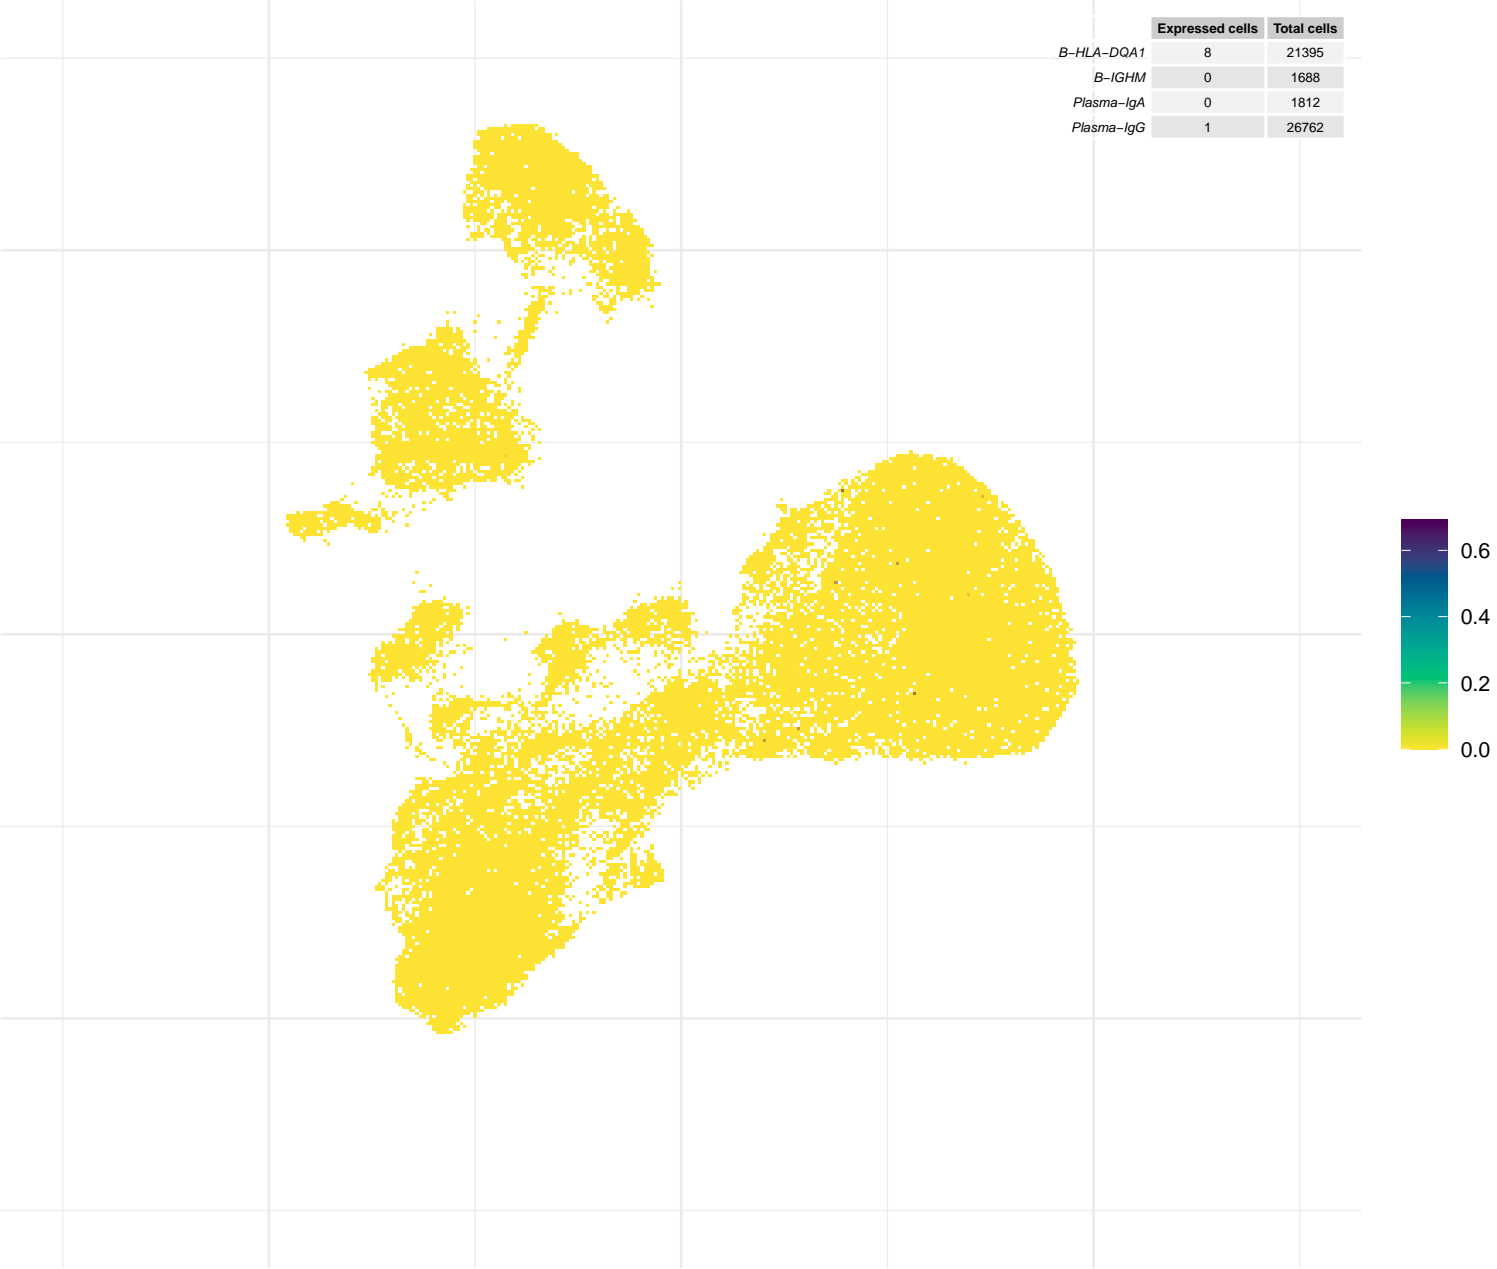 Expressed cells Total cells
B−HLA−DQA1 8 21395
B−IGHM 0 1688
Plasma−IgA 0 1812
Plasma−IgG 1 26762
0.6
0.4
0.2
0.0